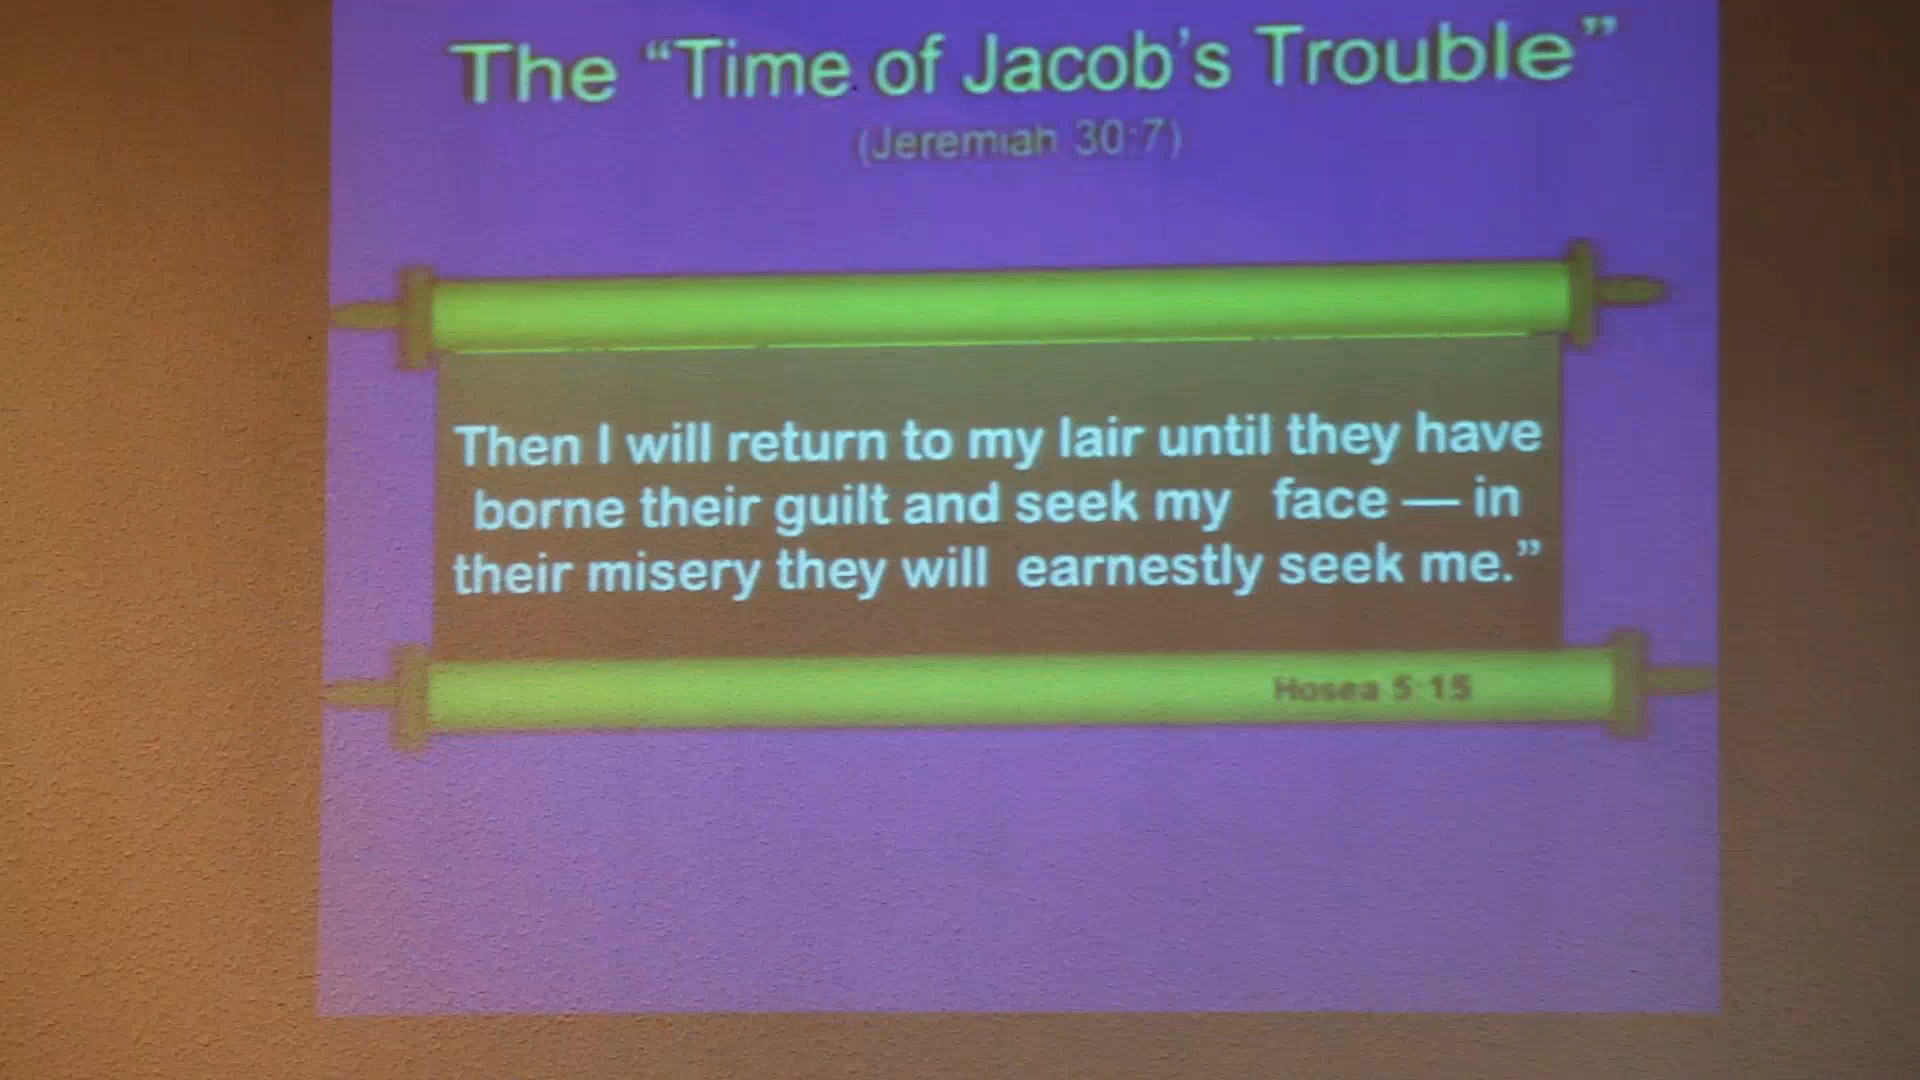 The “Time of Jacob’s Trouble”
(Jeremiah 30:7)
Then I will return to my lair until they have
borne their guilt and seek my face — in
their misery they will earnestly seek me.”
Hosea 5:15